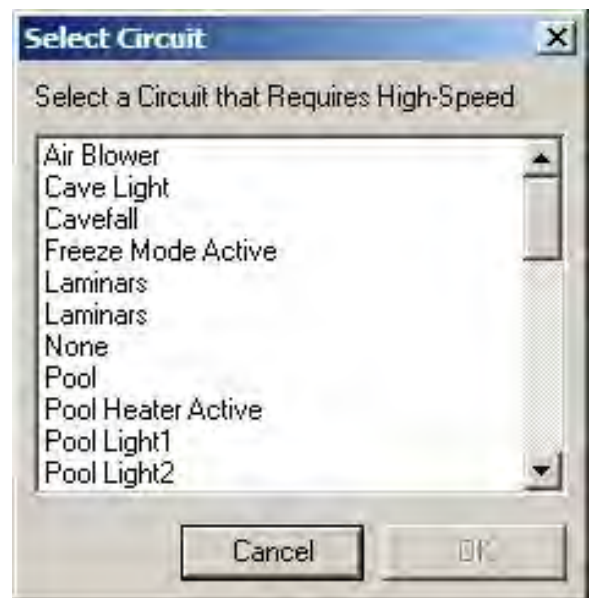 Select Circuit
Select a Circuit that Requires High-Speed
Air Blower
Cave Light
Cavefall
Freeze Mode Active
Laminars
Laminars
None
Pool
Pool Heater Active
Pool Light1
Pool Light2
Cancel
OK